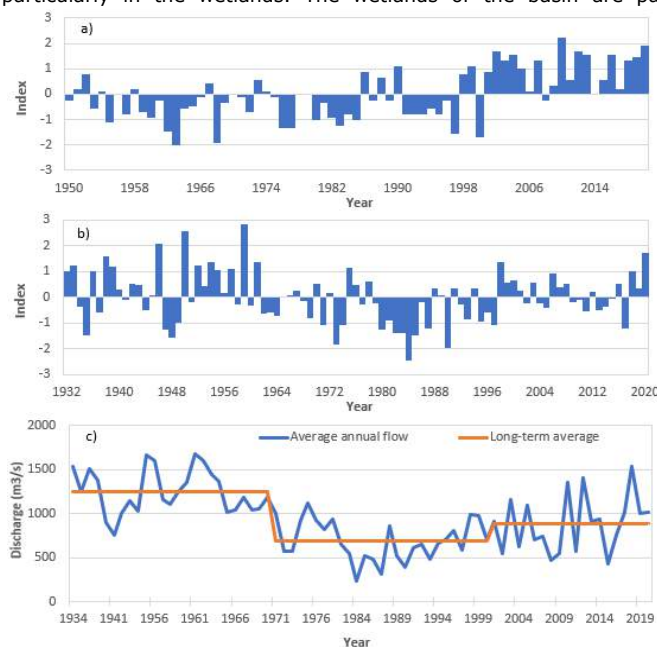 particularly in the wetlands. The wetlands of the basin are pa
a)
3
2
1
0
-1
-2
-3
Index
1950 1958 1966 1974 1982 1990 1998 2006 2014
Year
b)
3
2
1
0
-1
-2
-3
Index
1932 1940 1948 1956 1964 1972 1980 1988 1996 2004 2012 2020
Year
c)
Average annual flow Long-term average
2000
1500
1000
500
0
Discharge (m3/s)
1934 1941 1956 1966 1971 1976 1984 1989 1994 1999 2004 2009 2014 2019
Year